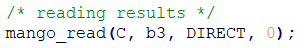 /* reading results */
mango_read(C, b3, DIRECT, 0);